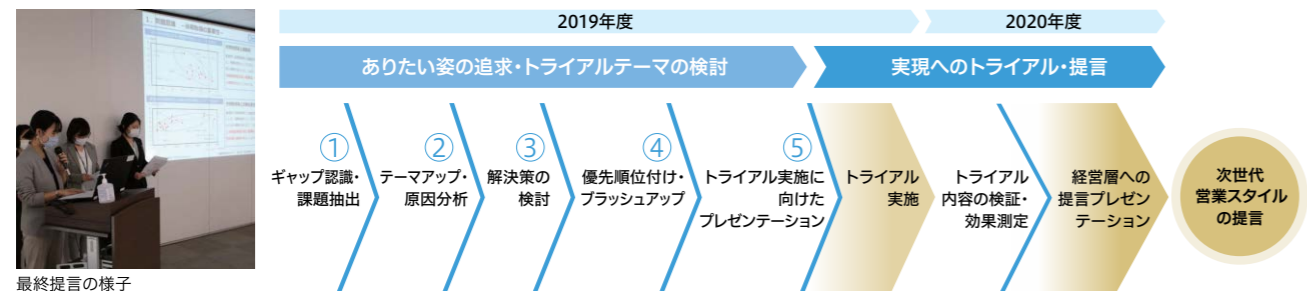 2019年度
2020年度
ありたい姿の追求・トライアルテーマの検討
実現へのトライアル・提言
①
ギャップ認識・
課題抽出
②
テーマアップ・
原因分析
③
解決策の
検討
④
優先順位付け・
ブラッシュアップ
⑤
トライアル実施に
向けた
プレゼンテーション
トライアル
実施
トライアル
内容の検証・
効果測定
経営層への
提言プレゼン
テーション
次世代
営業スタイル
の提言
最終提言の様子